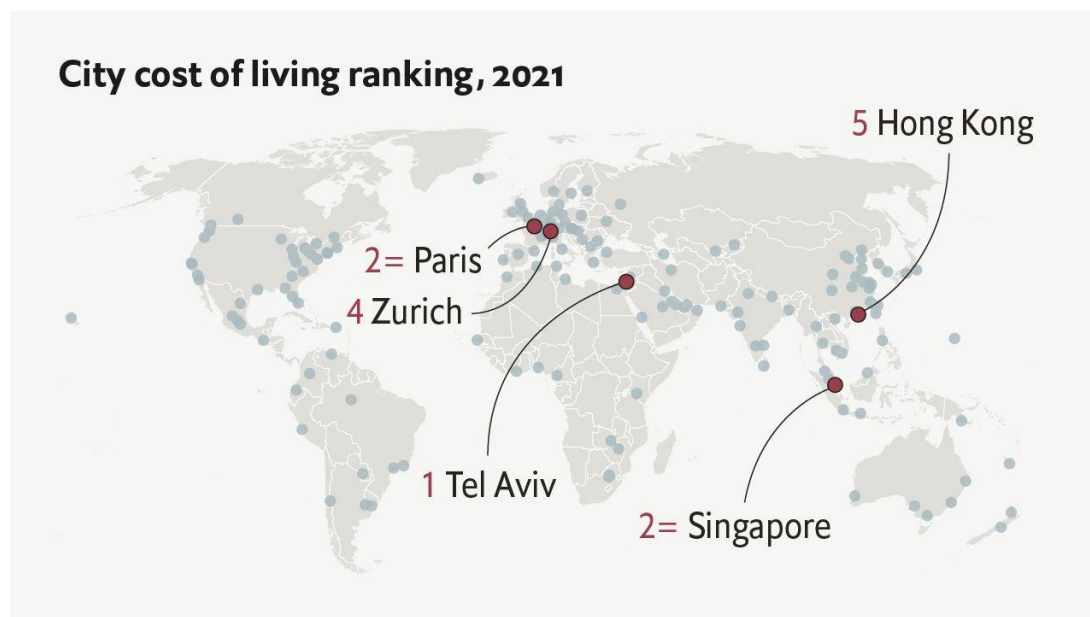 City cost of living ranking, 2021
5 Hong Kong
2= Paris
4 Zurich
1 Tel Aviv
2= Singapore